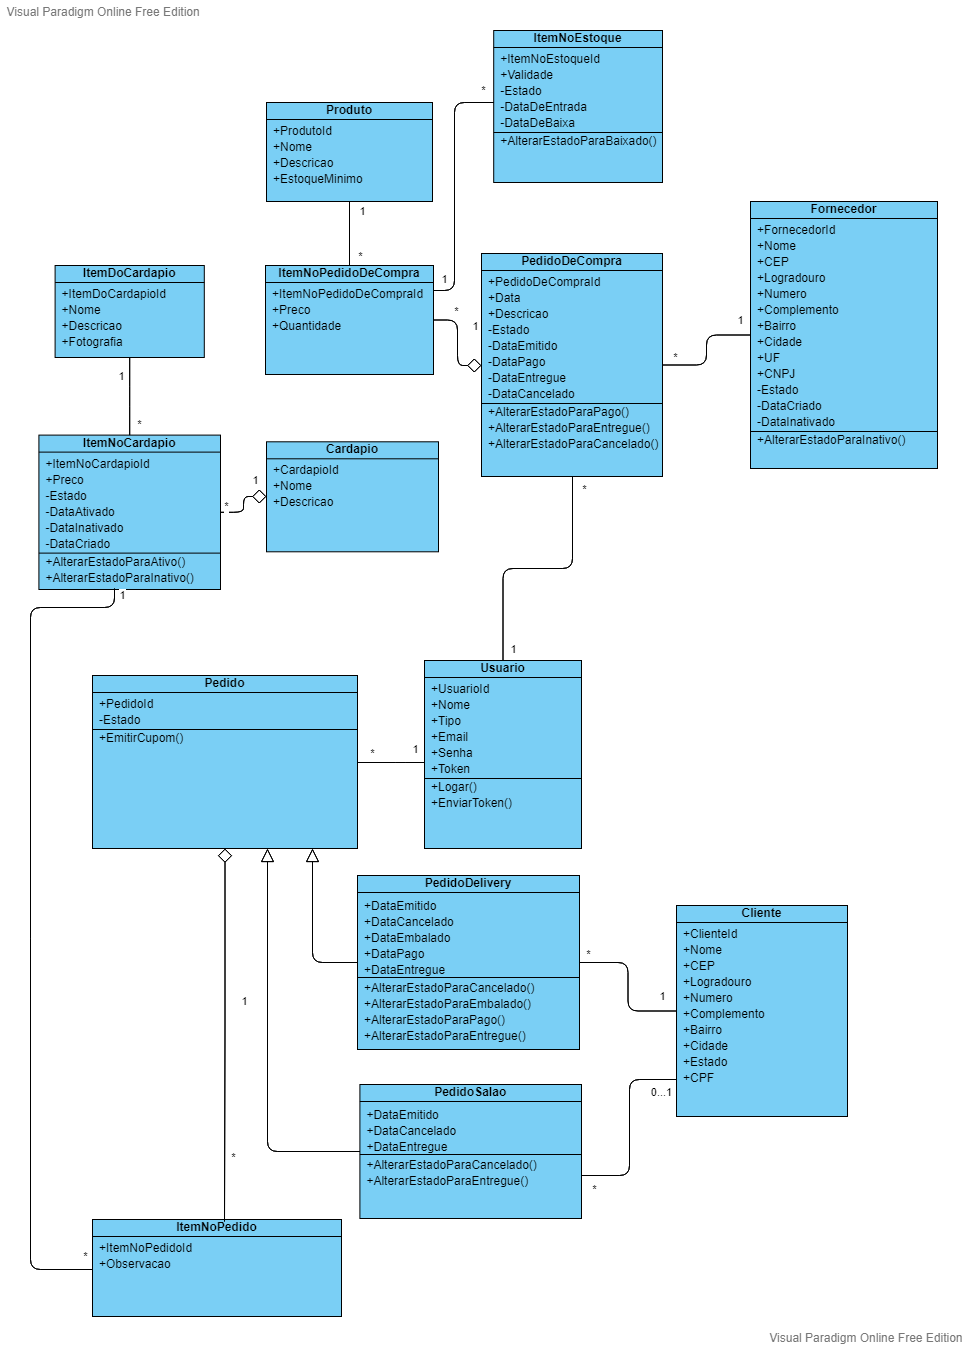 Visual Paradigm Online Free Edition
ItemNoEstoque
+ItemNoEstoqueId
+Validade
-Estado
-DataDeEntrada
-DataDeBaixa
+AlterarEstadoParaBaixado()
*
Produto
+ProdutoId
+Nome
+Descricao
+EstoqueMinimo
1
*
Fornecedor
+FornecedorId
+Nome
+CEP
+Logradouro
+Numero
+Complemento
+Bairro
+Cidade
+UF
+CNPJ
-Estado
-DataCriado
-DataInativado
+AlterarEstadoParaInativo()
1
*
ItemDoCardapio
+ItemDoCardapioId
+Nome
+Descricao
+Fotografia
1
*
ItemNoPedidoDeCompra
+ItemNoPedidoDeCompraId
+Preco
+Quantidade
1
*
1
PedidoDeCompra
+PedidoDeCompraId
+Data
+Descricao
-Estado
-DataEmitido
-DataPago
-DataEntregue
-DataCancelado
+AlterarEstadoParaPago()
+AlterarEstadoParaEntregue()
+AlterarEstadoParaCancelado()
*
ItemNoCardapio
+ItemNoCardapioId
+Preco
-Estado
-DataAtivado
-DataInativado
-DataCriado
+AlterarEstadoParaAtivo()
+AlterarEstadoParaInativo()
1
*
1
Cardapio
+CardapioId
+Nome
+Descricao
1
Usuario
+UsuarioId
+Nome
+Tipo
+Email
+Senha
+Token
+Logar()
+EnviarToken()
Pedido
+PedidoId
-Estado
+EmitirCupom()
*
1
PedidoDelivery
+DataEmitido
+DataCancelado
+DataEmbalado
+DataPago
+DataEntregue
+AlterarEstadoParaCancelado()
+AlterarEstadoParaEmbalado()
+AlterarEstadoParaPago()
+AlterarEstadoParaEntregue()
*
1
Cliente
+ClienteId
+Nome
+CEP
+Logradouro
+Numero
+Complemento
+Bairro
+Cidade
+Estado
+CPF
0...1
1
PedidoSalao
+DataEmitido
+DataCancelado
+DataEntregue
+AlterarEstadoParaCancelado()
+AlterarEstadoParaEntregue()
*
*
ItemNoPedido
+ItemNoPedidoId
+Observacao
*
Visual Paradigm Online Free Edition